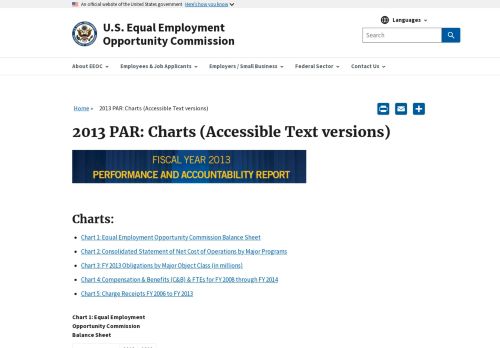 An official website of the United States government Here's how you know
U.S. Equal Employment
Opportunity Commission
Languages
Search
About EEOC
Employees & Job Applicants
Employers / Small Business
Federal Sector
Contact Us
Home » 2013 PAR: Charts (Accessible Text versions)
2013 PAR: Charts (Accessible Text versions)
FISCAL YEAR 2013
PERFORMANCE AND ACCOUNTABILITY REPORT
Charts:
Chart 1: Equal Employment Opportunity Commission Balance Sheet
Chart 2: Consolidated Statement of Net Cost of Operations by Major Programs
Chart 3: FY 2013 Obligations by Major Object Class (in millions)
Chart 4: Compensation & Benefits (C&B) & FTEs for FY 2008 through FY 2014
Chart 5: Charge Receipts FY 2006 to FY 2013
Chart 1: Equal Employment
Opportunity Commission
Balance Sheet